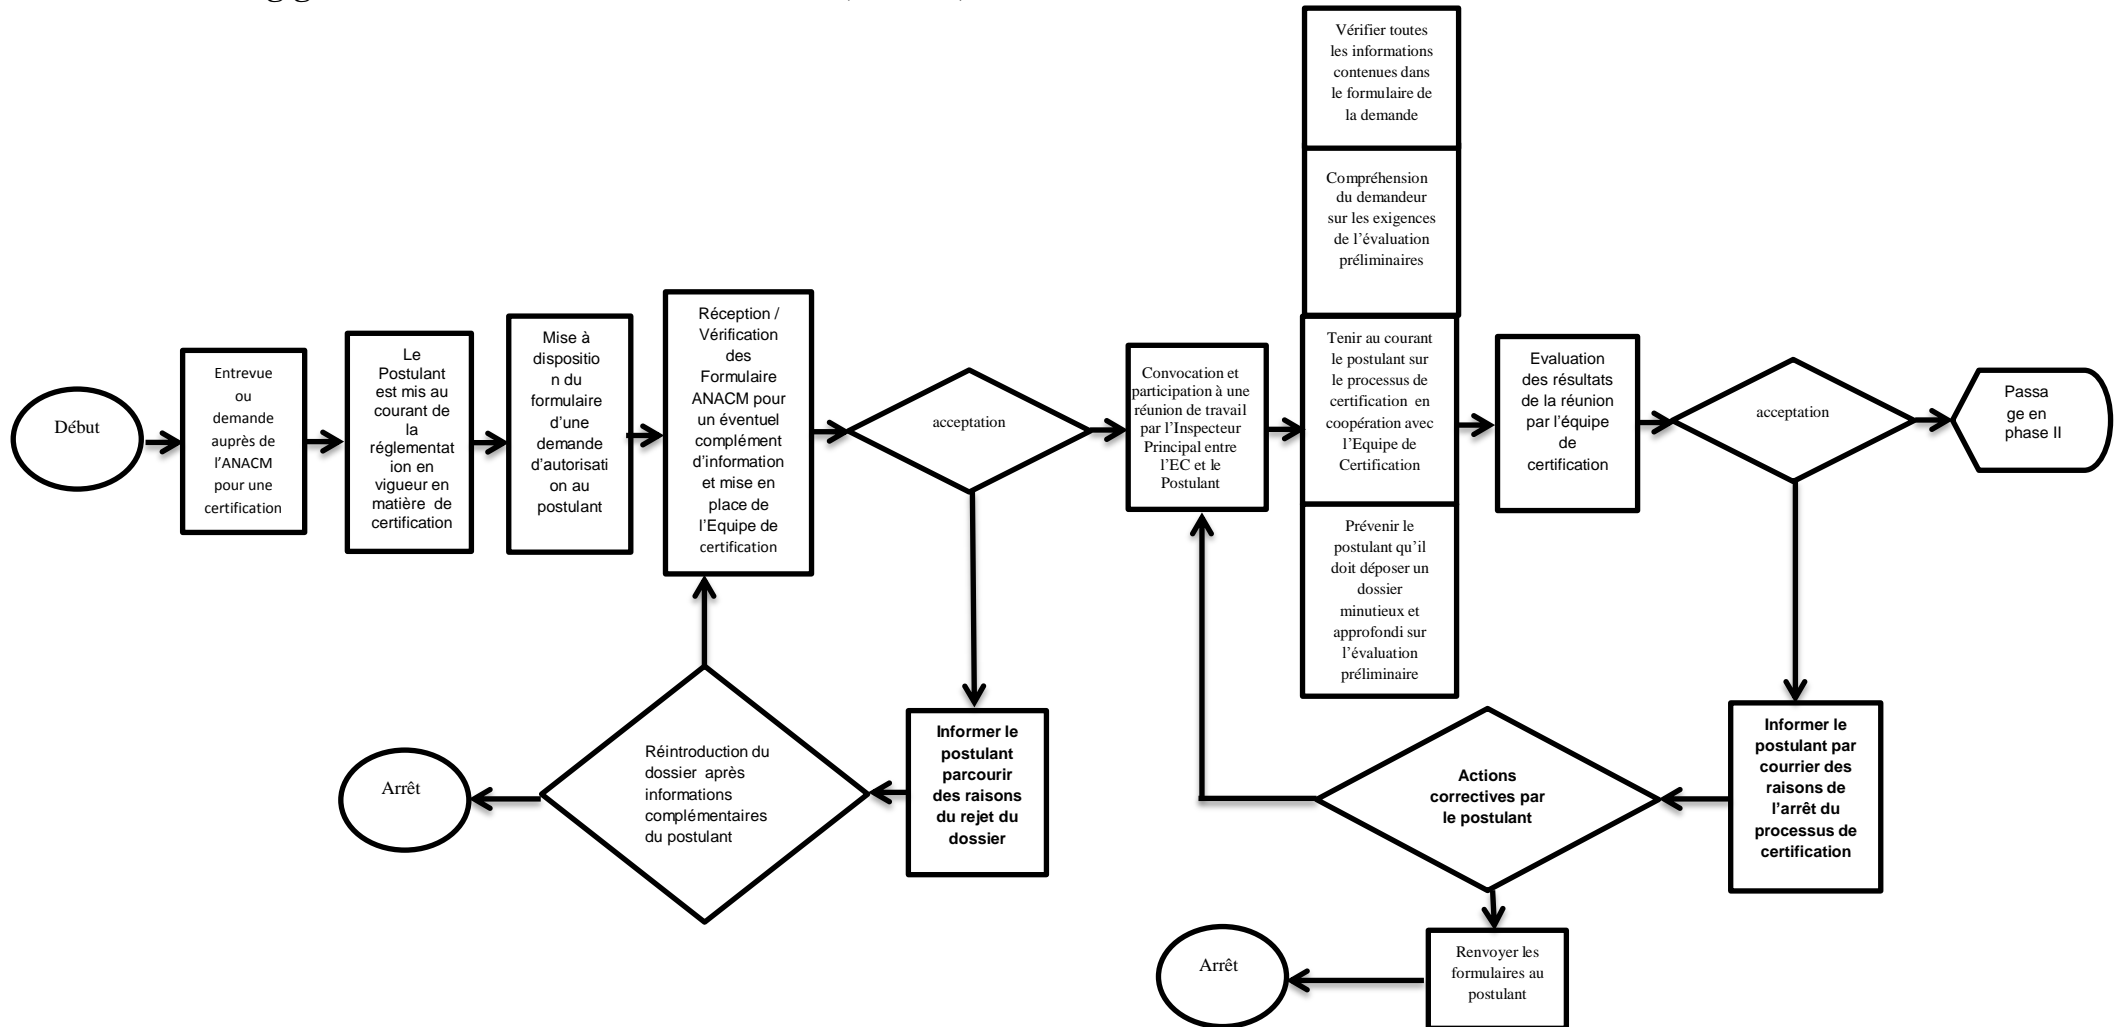 Début
Entrevue
ou
demande
auprès de
l'ANACM
pour une
certification
Le
Postulant
est mis au
courant de
la
réglementat
ion en
vigueur en
matière de
certification
Mise à
dispositio
n du
formulaire
d'une
demande
d'autorisati
on au
postulant
Réception /
Vérification
des
Formulaire
ANACM pour
un éventuel
complément
d'information
et mise en
place de
l'Equipe de
certification
acceptation
Informer le
postulant
parcourir
des raisons
du rejet du
dossier
Réintroduction du
dossier après
informations
complémentaires
du postulant
Arrêt
Convocation et
participation à une
réunion de travail
par l'Inspecteur
Principal entre
l'EC et le
Postulant
Vérifier toutes
les informations
contenues dans
le formulaire de
la demande
Compréhension
du demandeur
sur les exigences
de l'évaluation
préliminaires
Tenir au courant
le postulant sur
le processus de
certification en
coopération avec
l'Equipe de
Certification
Prévenir le
postulant qu'il
doit déposer un
dossier
minutieux et
approfondi sur
l'évaluation
préliminaire
Evaluation
des résultats
de la réunion
par l'équipe
de
certification
acceptation
Passa
ge en
phase II
Informer le
postulant par
courrier des
raisons de
l'arrêt du
processus de
certification
Actions
correctives par
le postulant
Renvoyer les
formulaires au
postulant
Arrêt